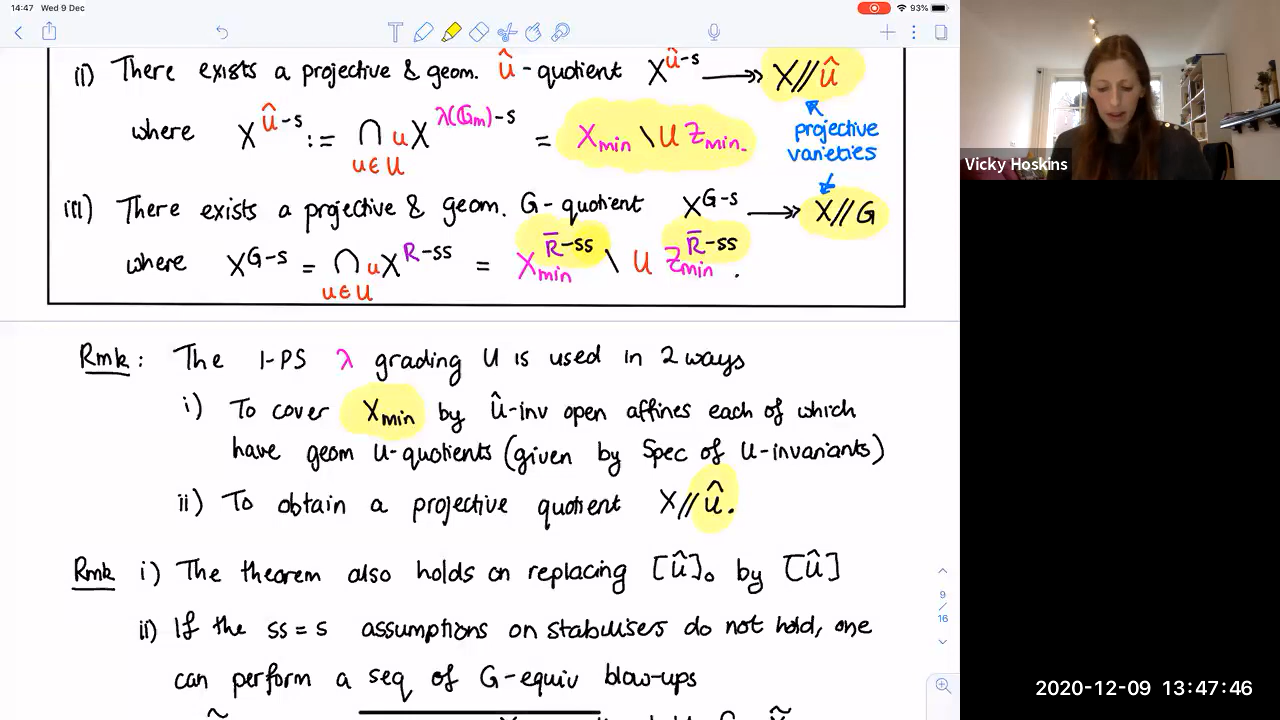 14:47 Wed 9 Dec
93%
(ii) There exists a projective & geom. Û-quotient X^{Û-s} ↠ X//Û
projective varieties
where X^{Û-s} := ⋂_{u∈U} u X^{λ(𝔾m)-s} = X_min \ U Z_min.
(iii) There exists a projective & geom. G-quotient X^{G-s} ↠ X//G
where X^{G-s} = ⋂_{u∈U} u X^{R-ss} = X_min^{R̄-ss} \ U Z_min^{R̄-ss}.
Rmk: The 1-PS λ grading U is used in 2 ways
i) To cover X_min by Û-inv open affines each of which
have geom U-quotients (given by Spec of U-invariants)
ii) To obtain a projective quotient X//Û.
Rmk i) The theorem also holds on replacing [Û]₀ by [Û]
ii) If the ss=s assumptions on stabilisers do not hold, one
can perform a seq of G-equiv blow-ups
9
/
16
Vicky Hoskins
2020-12-09 13:47:46